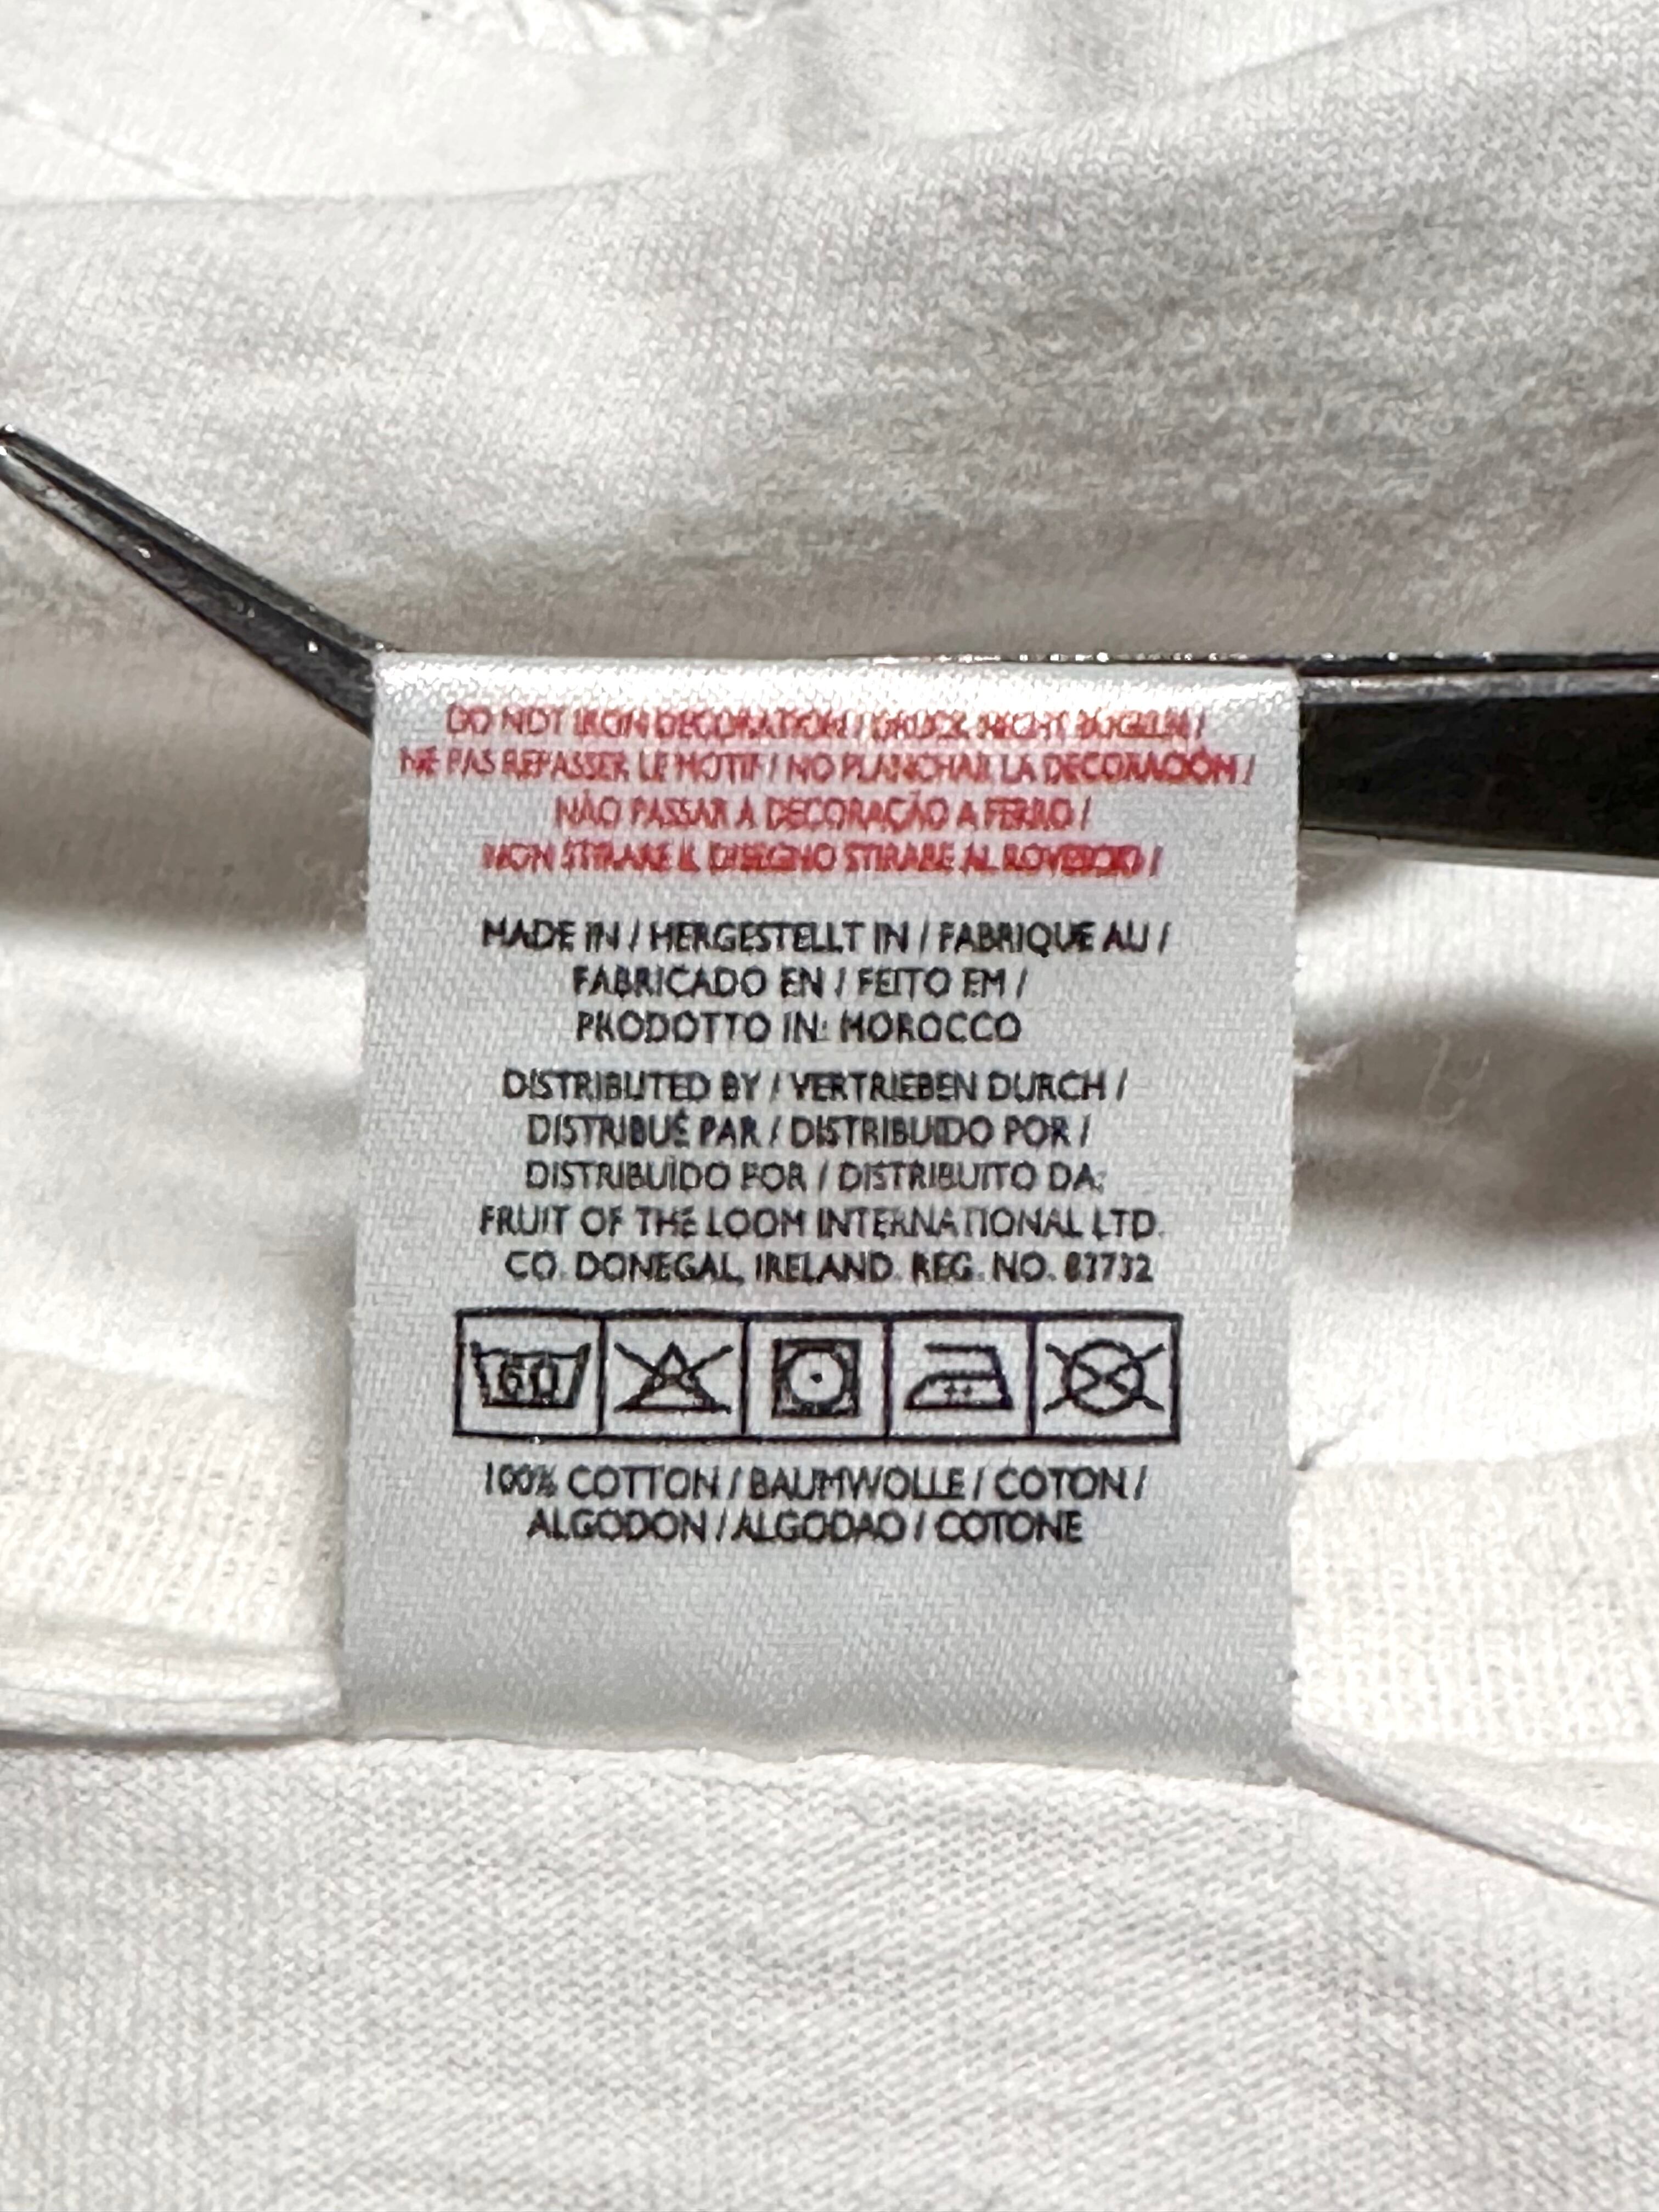 DO NOT IRON DECORATION / DRUCK NICHT BÜGELN /
NE PAS REPASSER LE MOTIF / NO PLANCHAR LA DECORACIÓN /
NÃO PASSAR A DECORAÇÃO A FERRO /
NON STIRARE IL DISEGNO STIRARE AL ROVESCIO /
MADE IN / HERGESTELLT IN / FABRIQUE AU /
FABRICADO EN / FEITO EM /
PRODOTTO IN: MOROCCO
DISTRIBUTED BY / VERTRIEBEN DURCH /
DISTRIBUÉ PAR / DISTRIBUIDO POR /
DISTRIBUÍDO POR / DISTRIBUITO DA:
FRUIT OF THE LOOM INTERNATIONAL LTD.
CO. DONEGAL, IRELAND. REG. NO. 83732
60
100% COTTON / BAUMWOLLE / COTON /
ALGODON / ALGODAO / COTONE